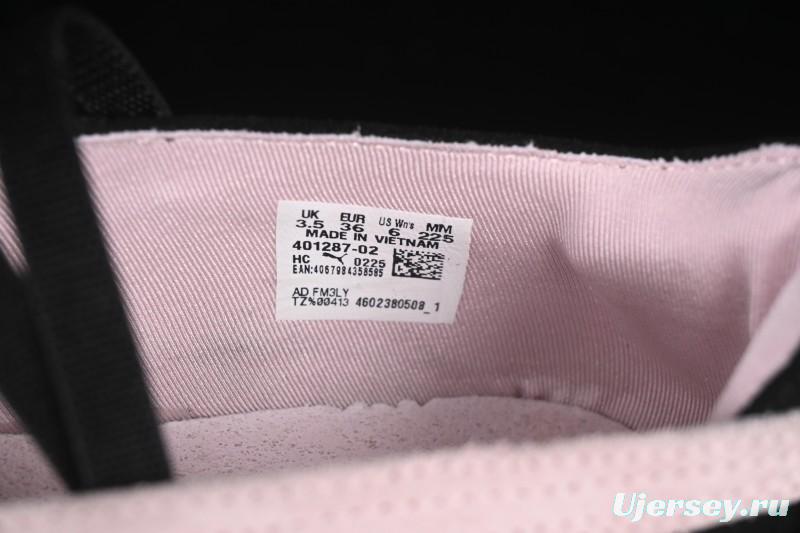 UK EUR US Wn's MM
3.5 36 6 225
MADE IN VIETNAM
401287-02
HC 0225
EAN:4067984358585
AD FM3LY
TZ%00413 4602380508_1
Ujersey.ru